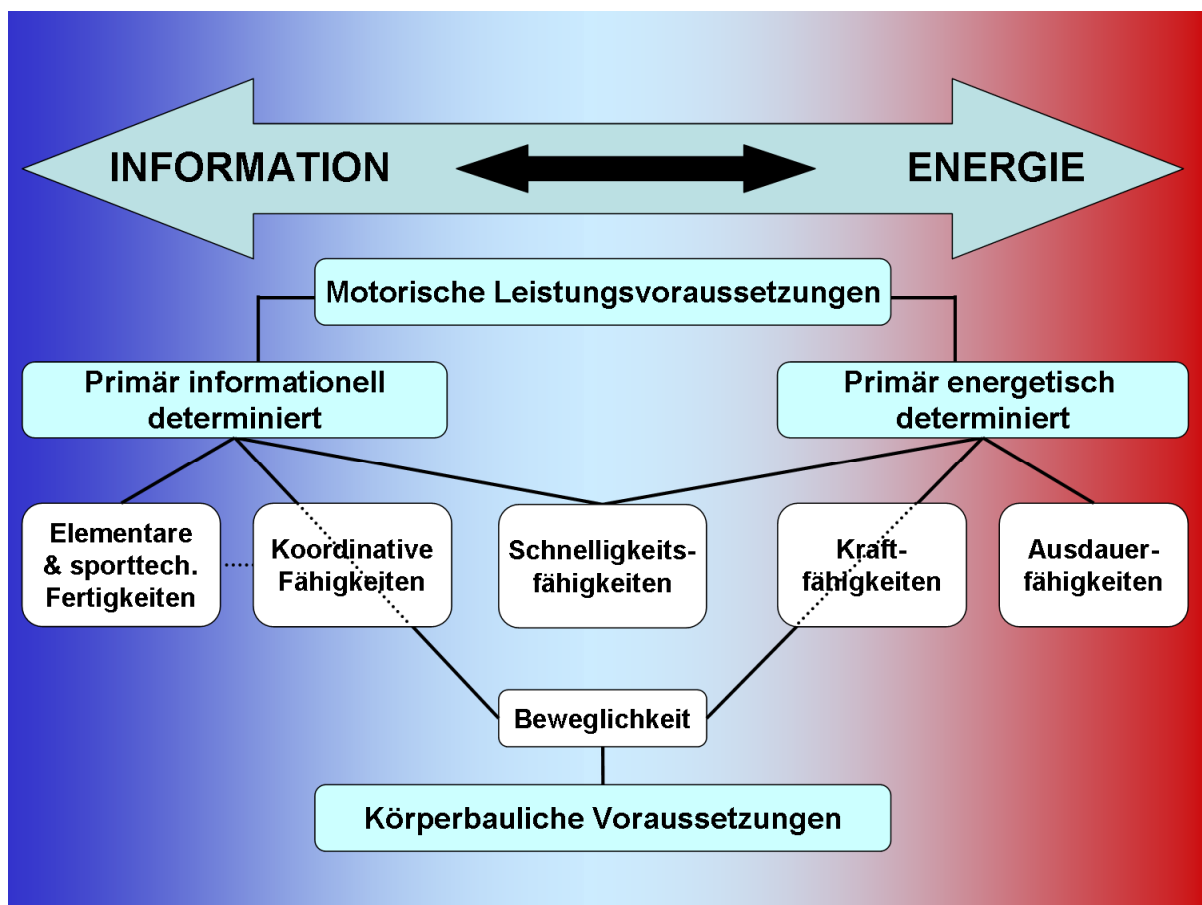 INFORMATION
ENERGIE
Motorische Leistungsvoraussetzungen
Primär informationell
determiniert
Primär energetisch
determiniert
Elementare
& sporttech.
Fertigkeiten
Koordinative
Fähigkeiten
Schnelligkeits-
fähigkeiten
Kraft-
fähigkeiten
Ausdauer-
fähigkeiten
Beweglichkeit
Körperbauliche Voraussetzungen